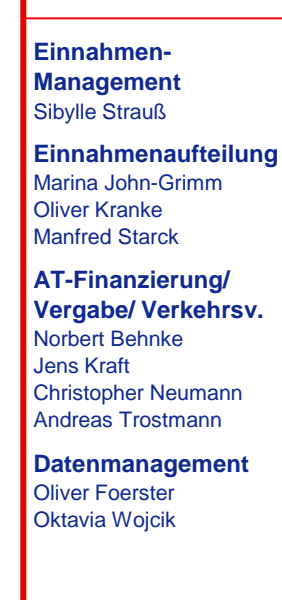 Einnahmen-
Management
Sibylle Strauß
Einnahmenaufteilung
Marina John-Grimm
Oliver Kranke
Manfred Starck
AT-Finanzierung/
Vergabe/ Verkehrsv.
Norbert Behnke
Jens Kraft
Christopher Neumann
Andreas Trostmann
Datenmanagement
Oliver Foerster
Oktavia Wojcik